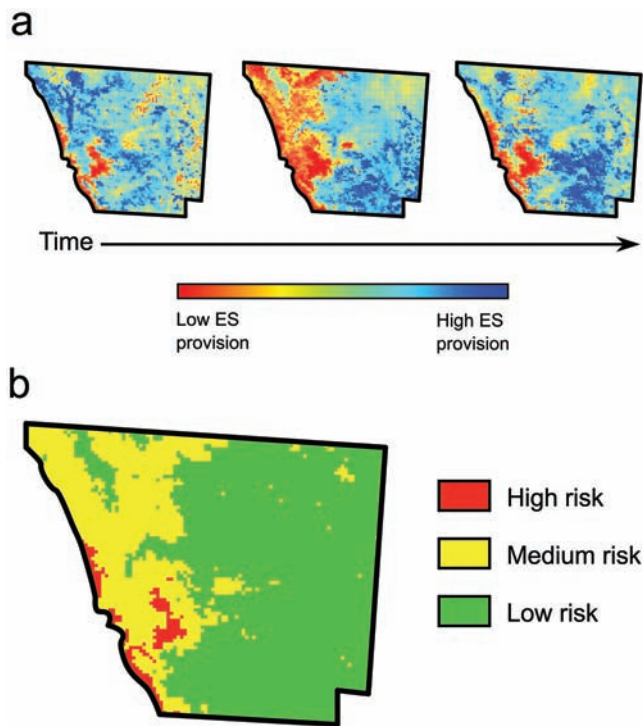 a
Time
Low ES
provision
High ES
provision
b
High risk
Medium risk
Low risk